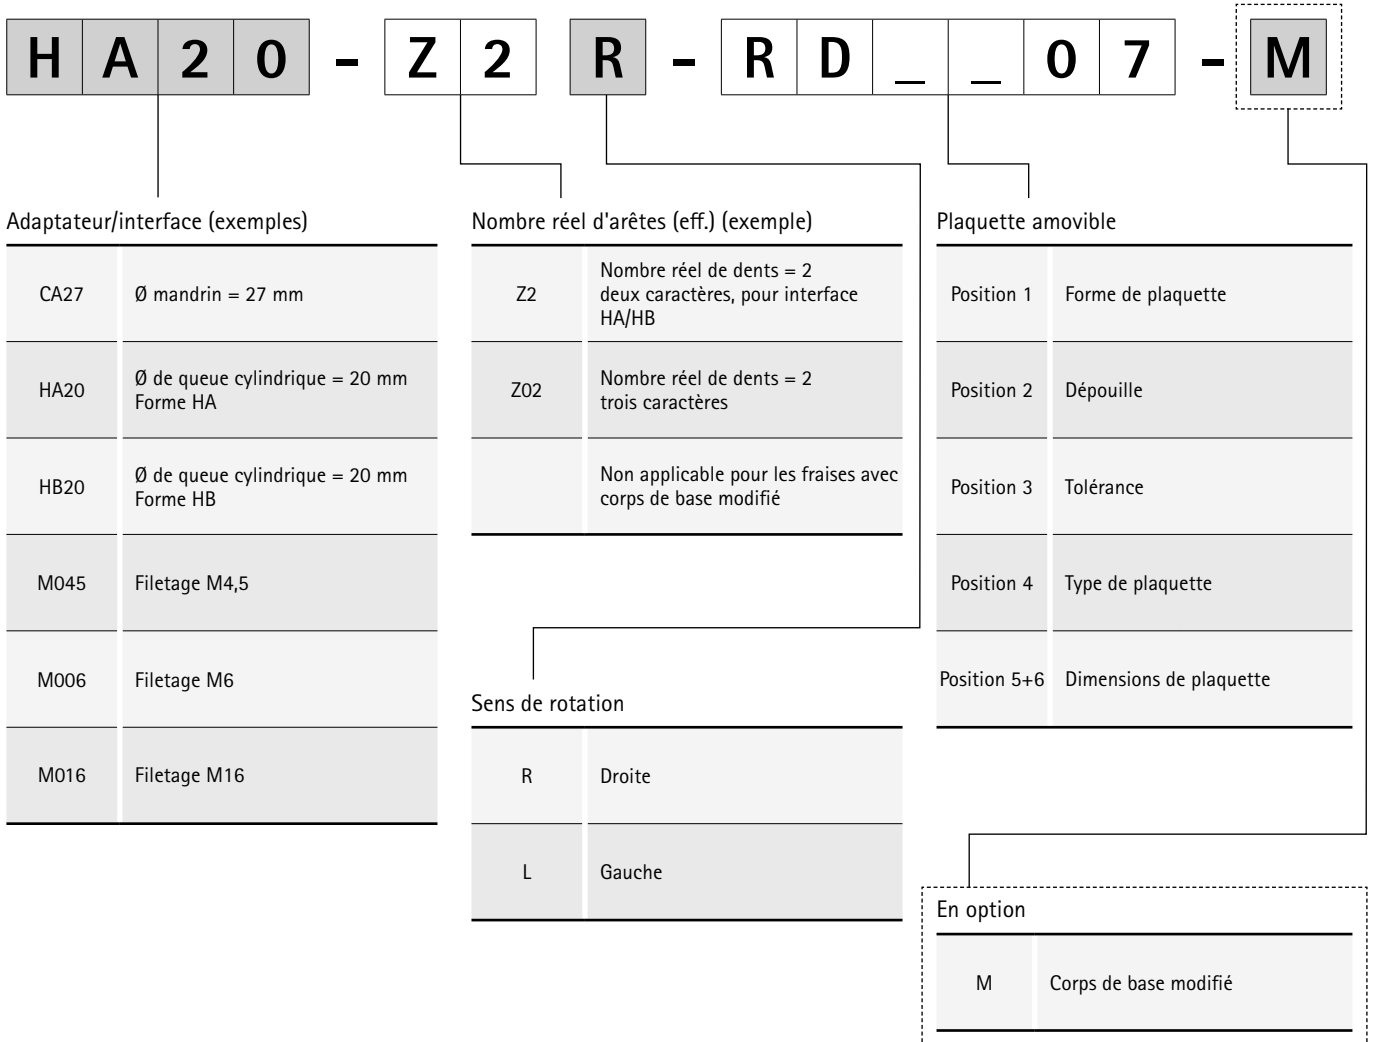 HA20 - Z2 R - RD__07 - M
Adaptateur/interface (exemples)
CA27 Ø mandrin = 27 mm
HA20 Ø de queue cylindrique = 20 mm
Forme HA
HB20 Ø de queue cylindrique = 20 mm
Forme HB
M045 Filetage M4,5
M006 Filetage M6
M016 Filetage M16
Nombre réel d'arêtes (eff.) (exemple)
Z2 Nombre réel de dents = 2
deux caractères, pour interface
HA/HB
Z02 Nombre réel de dents = 2
trois caractères
Non applicable pour les fraises avec
corps de base modifié
Sens de rotation
R Droite
L Gauche
Plaquette amovible
Position 1 Forme de plaquette
Position 2 Dépouille
Position 3 Tolérance
Position 4 Type de plaquette
Position 5+6 Dimensions de plaquette
En option
M Corps de base modifié